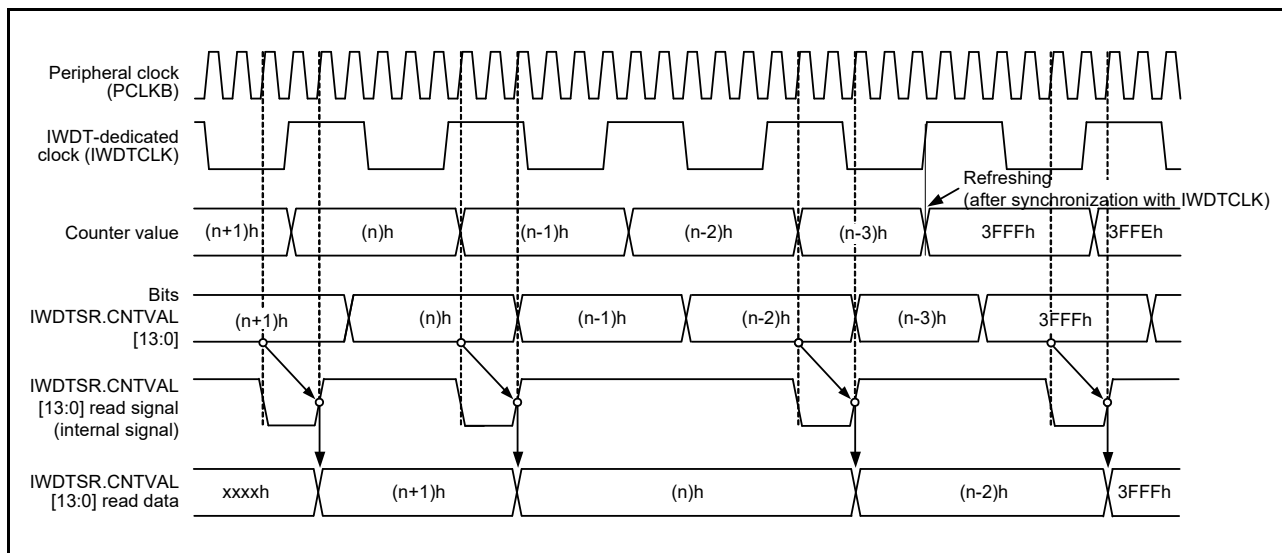 Peripheral clock
(PCLKB)
IWDT-dedicated
clock (IWDTCLK)
Refreshing
(after synchronization with IWDTCLK)
Counter value
(n+1)h
(n)h
(n-1)h
(n-2)h
(n-3)h
3FFFh
3FFEh
Bits
IWDTSR.CNTVAL
[13:0]
(n+1)h
(n)h
(n-1)h
(n-2)h
(n-3)h
3FFFh
IWDTSR.CNTVAL
[13:0] read signal
(internal signal)
IWDTSR.CNTVAL
[13:0] read data
xxxxh
(n+1)h
(n)h
(n-2)h
3FFFh